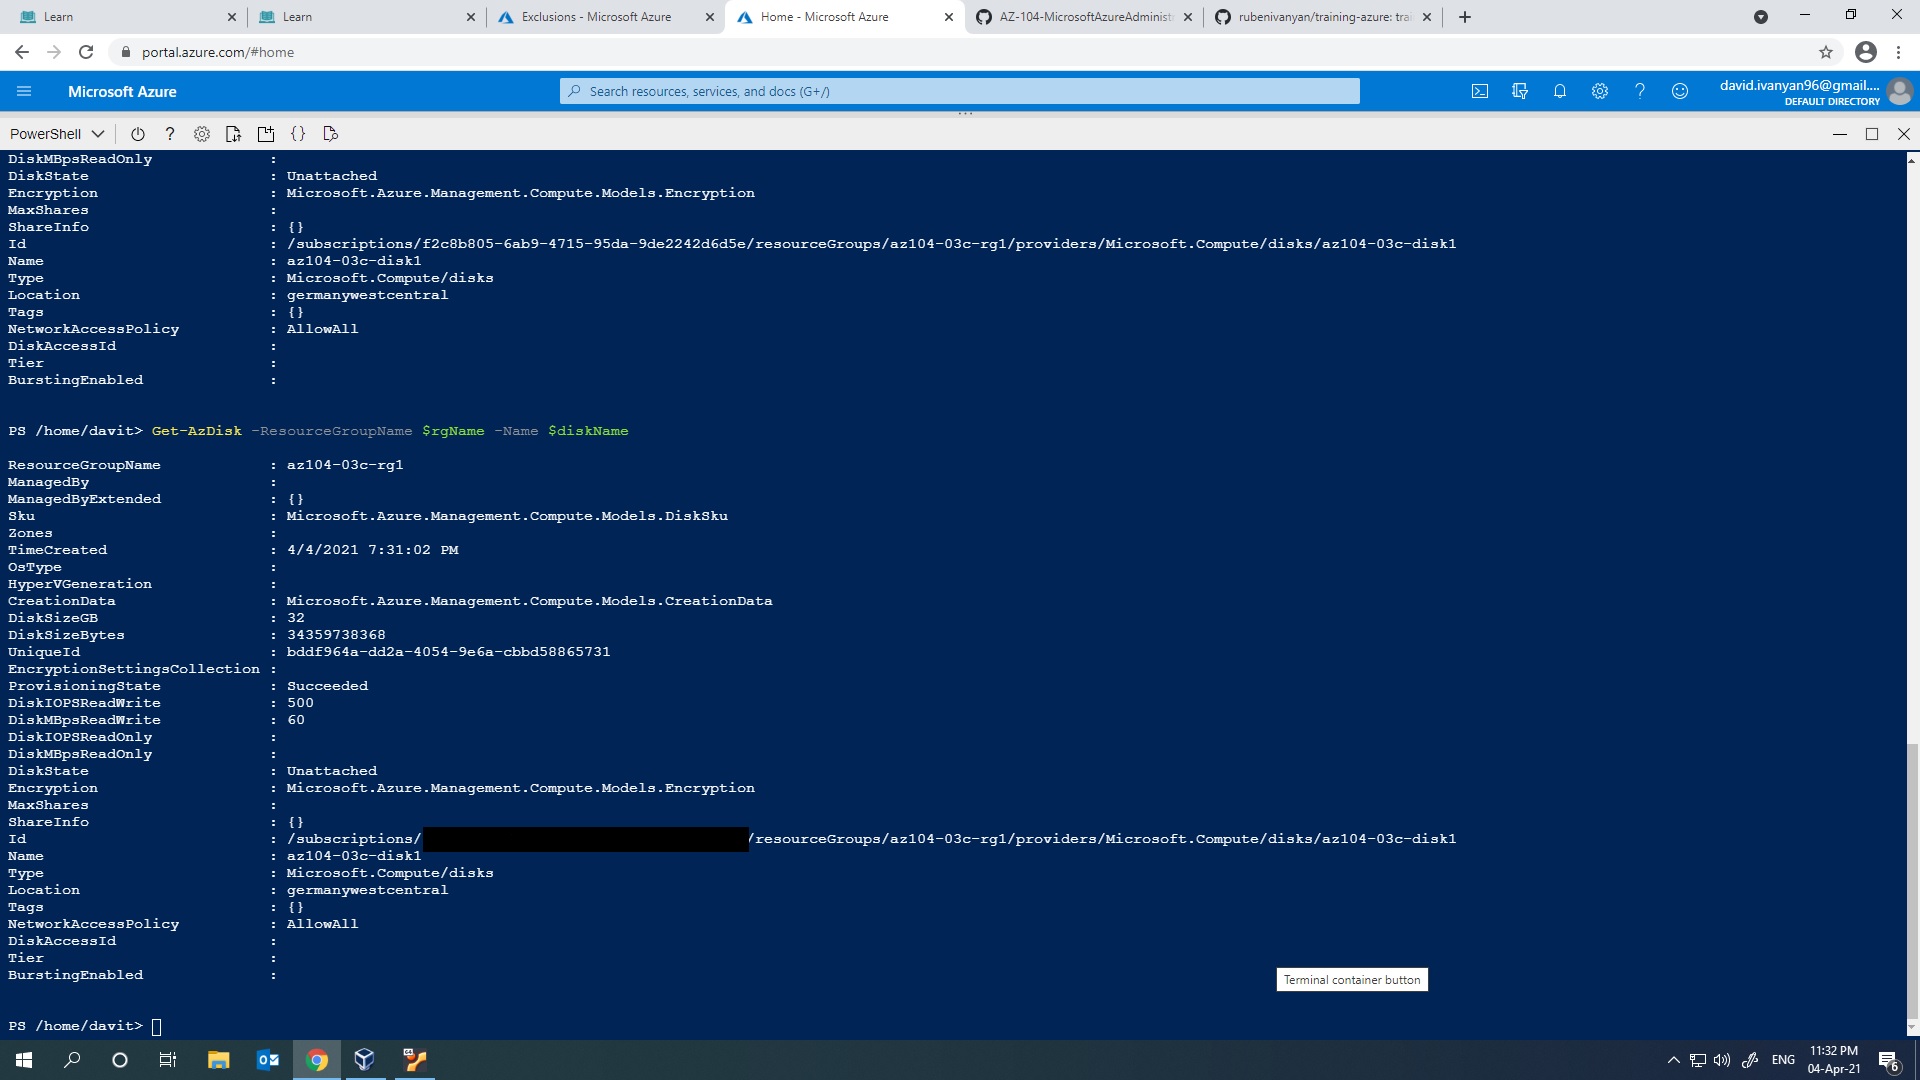 Learn
Learn
Exclusions - Microsoft Azure
Home - Microsoft Azure
AZ-104-MicrosoftAzureAdminist
rubenivanyan/training-azure: trai
portal.azure.com/#home
Microsoft Azure
Search resources, services, and docs (G+/)
david.ivanyan96@gmail....
DEFAULT DIRECTORY
PowerShell
DiskMBpsReadOnly :
DiskState : Unattached
Encryption : Microsoft.Azure.Management.Compute.Models.Encryption
MaxShares :
ShareInfo : {}
Id : /subscriptions/f2c8b805-6ab9-4715-95da-9de2242d6d5e/resourceGroups/az104-03c-rg1/providers/Microsoft.Compute/disks/az104-03c-disk1
Name : az104-03c-disk1
Type : Microsoft.Compute/disks
Location : germanywestcentral
Tags : {}
NetworkAccessPolicy : AllowAll
DiskAccessId :
Tier :
BurstingEnabled :
PS /home/davit> Get-AzDisk -ResourceGroupName $rgName -Name $diskName
ResourceGroupName : az104-03c-rg1
ManagedBy :
ManagedByExtended : {}
Sku : Microsoft.Azure.Management.Compute.Models.DiskSku
Zones :
TimeCreated : 4/4/2021 7:31:02 PM
OsType :
HyperVGeneration :
CreationData : Microsoft.Azure.Management.Compute.Models.CreationData
DiskSizeGB : 32
DiskSizeBytes : 34359738368
UniqueId : bddf964a-dd2a-4054-9e6a-cbbd58865731
EncryptionSettingsCollection :
ProvisioningState : Succeeded
DiskIOPSReadWrite : 500
DiskMBpsReadWrite : 60
DiskIOPSReadOnly :
DiskMBpsReadOnly :
DiskState : Unattached
Encryption : Microsoft.Azure.Management.Compute.Models.Encryption
MaxShares :
ShareInfo : {}
Id : /subscriptions/ /resourceGroups/az104-03c-rg1/providers/Microsoft.Compute/disks/az104-03c-disk1
Name : az104-03c-disk1
Type : Microsoft.Compute/disks
Location : germanywestcentral
Tags : {}
NetworkAccessPolicy : AllowAll
DiskAccessId :
Tier :
BurstingEnabled :
Terminal container button
PS /home/davit>
ENG
11:32 PM
04-Apr-21
6